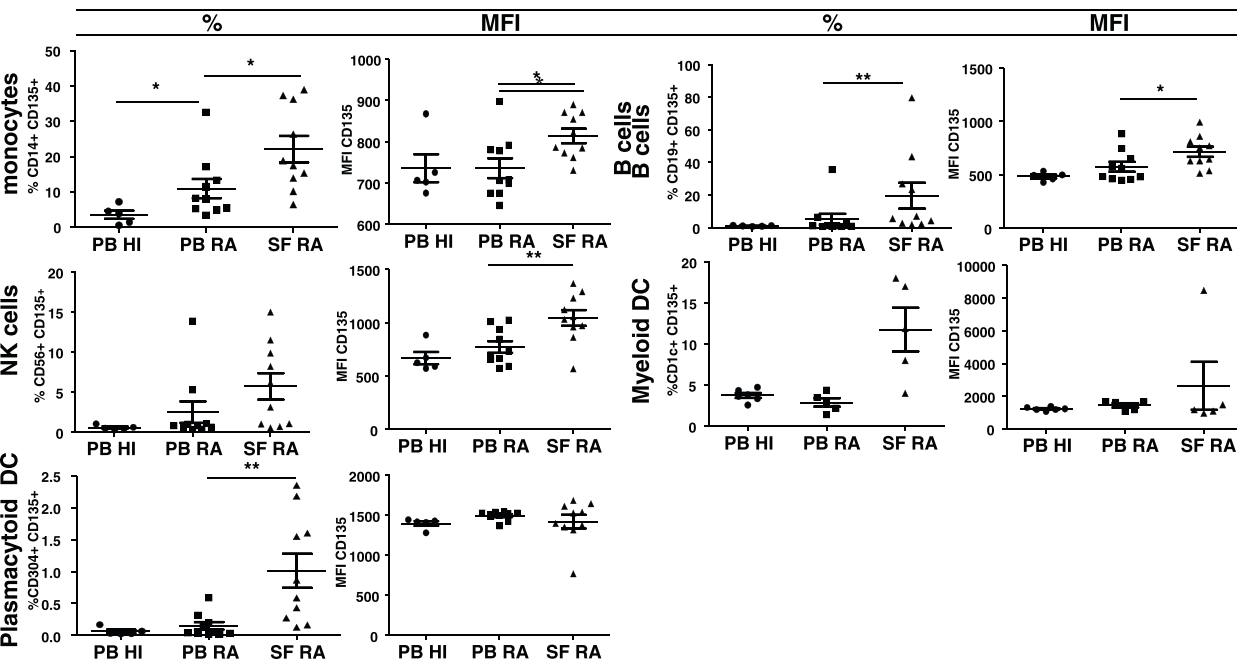 % MFI % MFI
monocytes
% CD14+ CD135+
50
40
30
20
10
0
* *
PB HI PB RA SF RA
MFI CD135
1000
900
800
700
600
* *
PB HI PB RA SF RA
B cells
B cells
% CD19+ CD135+
100
80
60
40
20
0
**
PB HI PB RA SF RA
MFI CD135
1500
1000
500
0
*
PB HI PB RA SF RA
NK cells
% CD56+ CD135+
20
15
10
5
0
PB HI PB RA SF RA
MFI CD135
1500
1000
500
0
**
PB HI PB RA SF RA
Myeloid DC
%CD1c+ CD135+
20
15
10
5
0
PB HI PB RA SF RA
MFI CD135
10000
8000
6000
4000
2000
0
PB HI PB RA SF RA
Plasmacytoid DC
%CD304+ CD135+
2.5
2.0
1.5
1.0
0.5
0.0
**
PB HI PB RA SF RA
MFI CD135
2000
1500
1000
500
0
PB HI PB RA SF RA